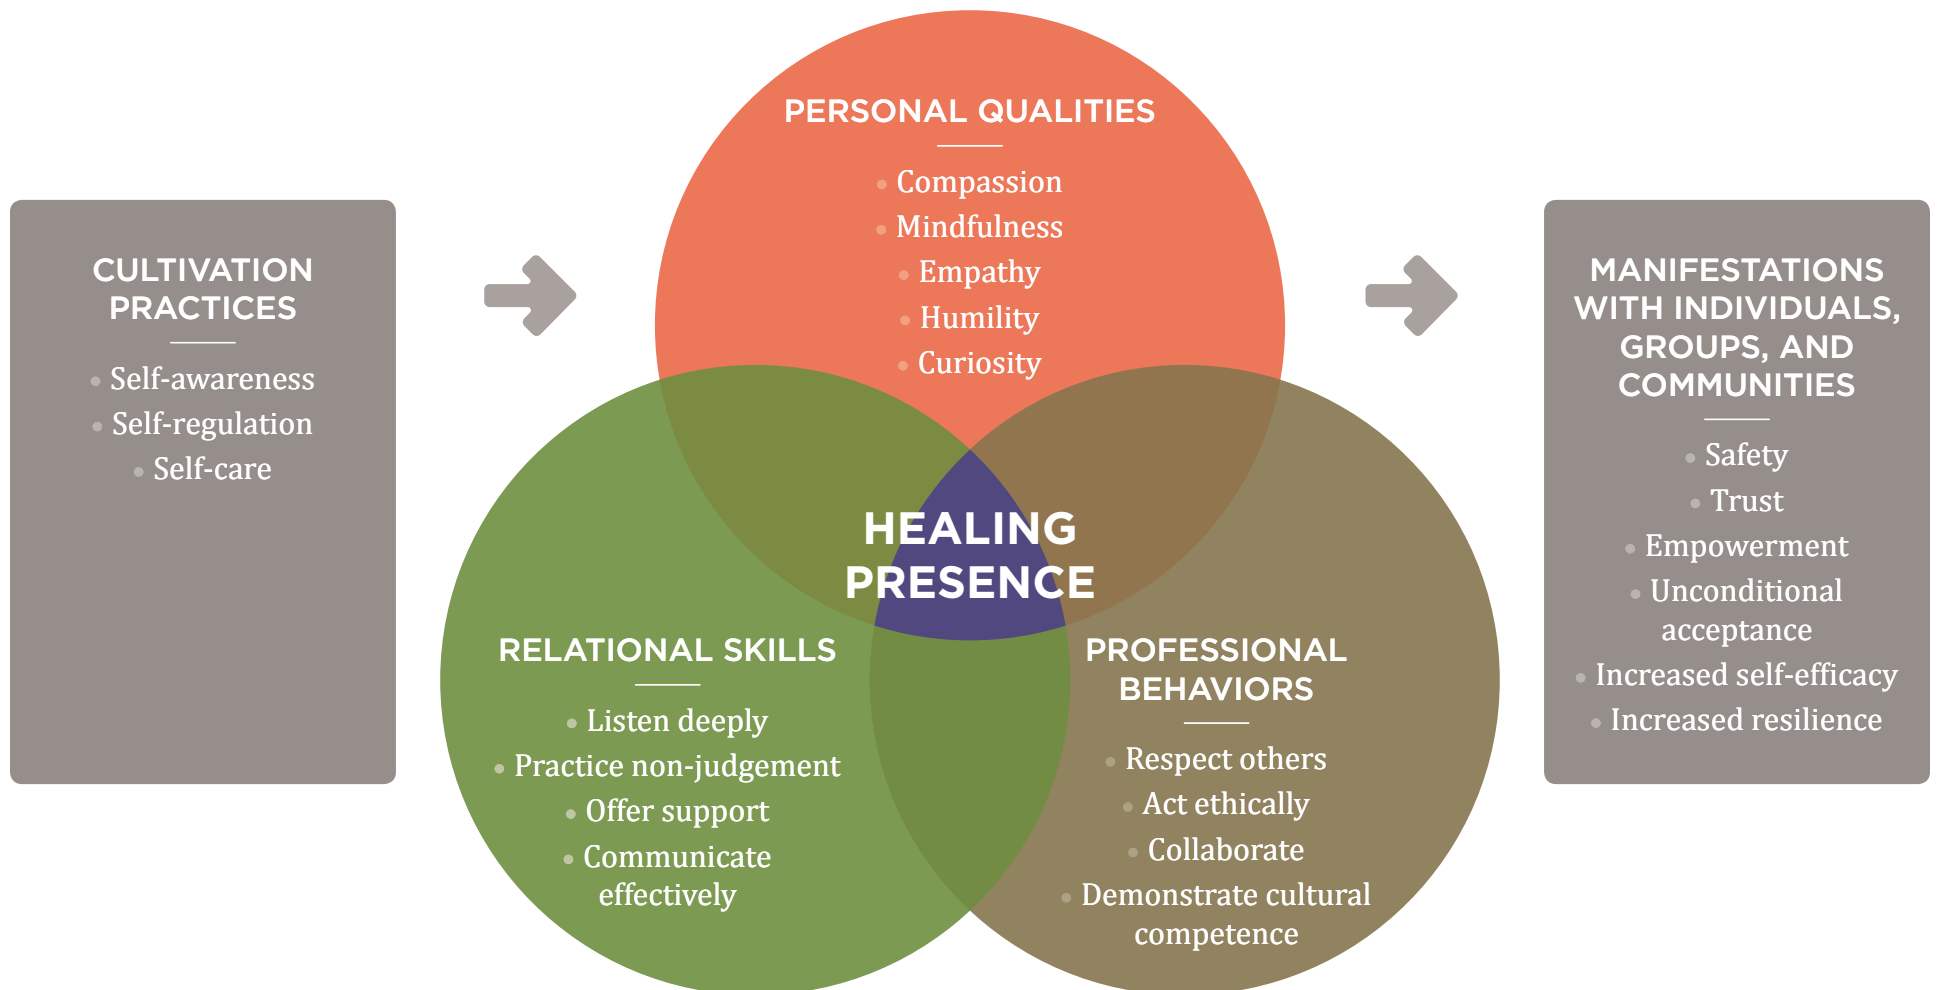 CULTIVATION
PRACTICES
• Self-awareness
• Self-regulation
• Self-care
PERSONAL QUALITIES
• Compassion
• Mindfulness
• Empathy
• Humility
• Curiosity
HEALING
PRESENCE
RELATIONAL SKILLS
• Listen deeply
• Practice non-judgement
• Offer support
• Communicate
effectively
PROFESSIONAL
BEHAVIORS
• Respect others
• Act ethically
• Collaborate
• Demonstrate cultural
competence
MANIFESTATIONS
WITH INDIVIDUALS,
GROUPS, AND
COMMUNITIES
• Safety
• Trust
• Empowerment
• Unconditional
acceptance
• Increased self-efficacy
• Increased resilience